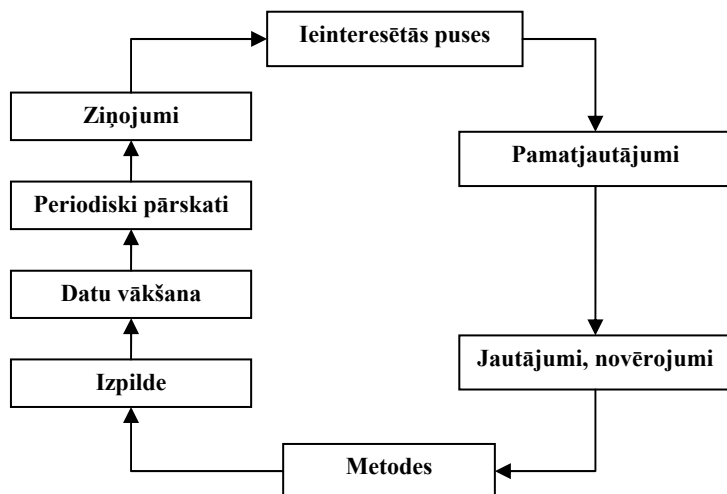 Ieinteresētās puses
Ziņojumi
Pamatjautājumi
Periodiski pārskati
Datu vākšana
Jautājumi, novērojumi
Izpilde
Metodes